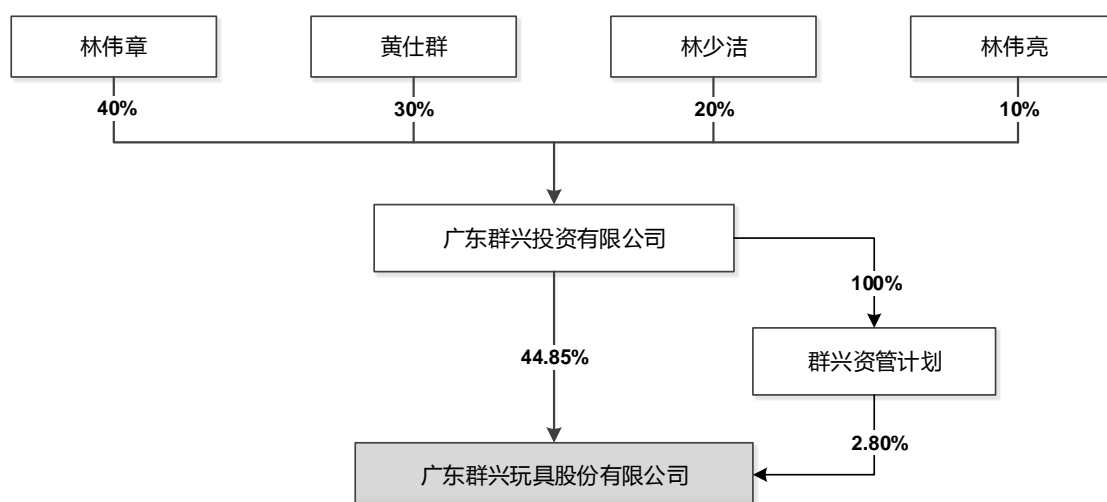 林伟章
黄仕群
林少洁
林伟亮
40%
30%
20%
10%
广东群兴投资有限公司
100%
44.85%
群兴资管计划
2.80%
广东群兴玩具股份有限公司